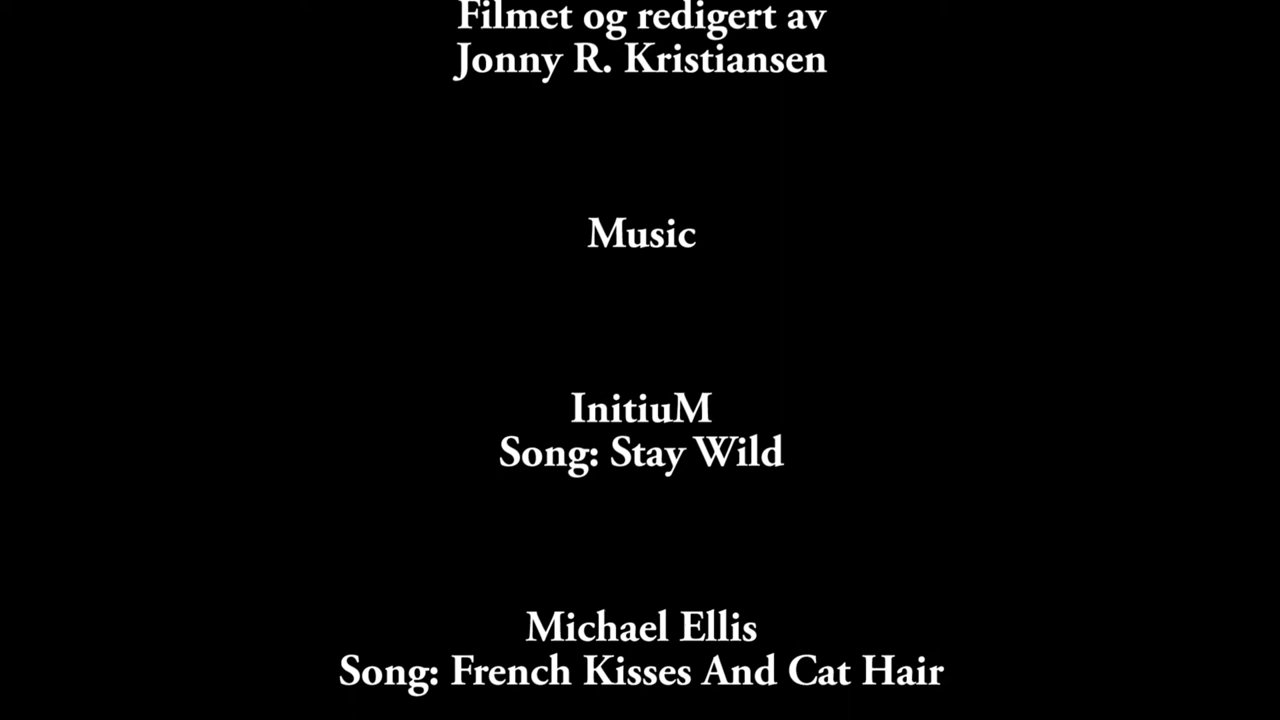 Filmet og redigert av
Jonny R. Kristiansen
Music
InitiuM
Song: Stay Wild
Michael Ellis
Song: French Kisses And Cat Hair